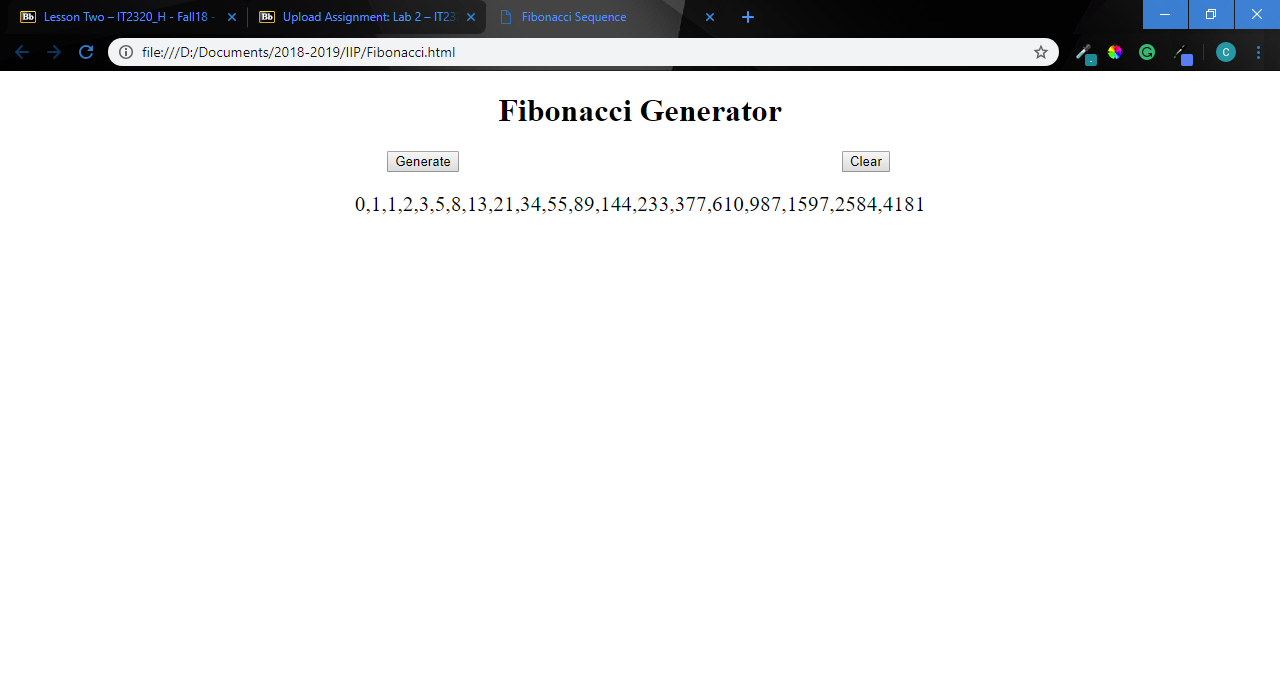 Bb Lesson Two – IT2320_H - Fall18 -
Bb Upload Assignment: Lab 2 – IT23
Fibonacci Sequence
file:///D:/Documents/2018-2019/IIP/Fibonacci.html
C
Fibonacci Generator
Generate Clear
0,1,1,2,3,5,8,13,21,34,55,89,144,233,377,610,987,1597,2584,4181